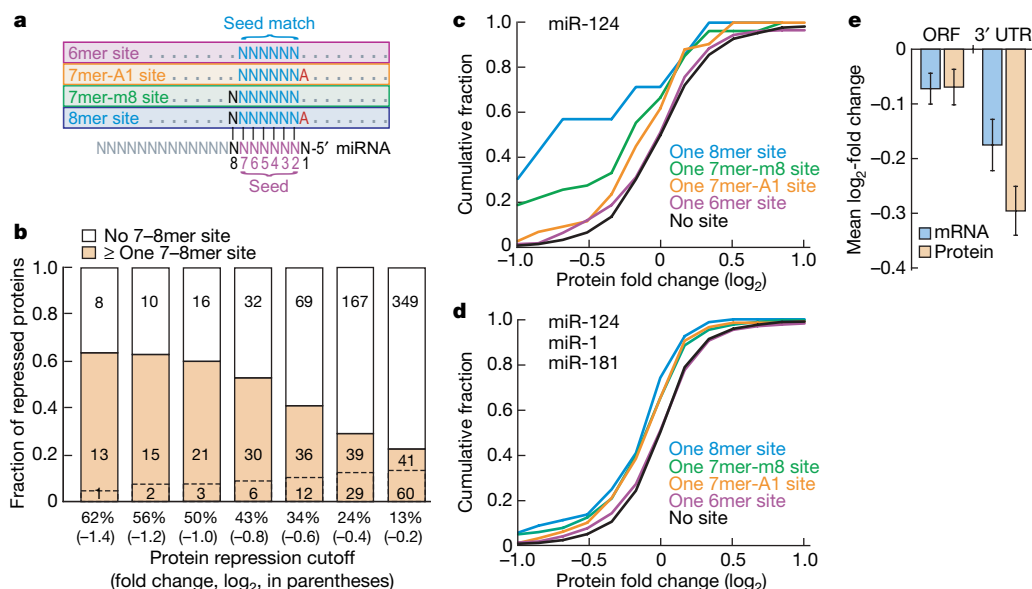 a
Seed match
6mer site ........ NNNNNN .........
7mer-A1 site ........ NNNNNNA ........
7mer-m8 site ....... NNNNNNN .........
8mer site ....... NNNNNNNA ........
NNNNNNNNNNNNNNNNNNNNN-5′ miRNA
8 7 6 5 4 3 2 1
Seed
b
No 7–8mer site
≥ One 7–8mer site
Fraction of repressed proteins
1.0
0.8
0.6
0.4
0.2
0
8 10 16 32 69 167 349
13 15 21 30 36 39 41
1 2 3 6 12 29 60
62% 56% 50% 43% 34% 24% 13%
(–1.4) (–1.2) (–1.0) (–0.8) (–0.6) (–0.4) (–0.2)
Protein repression cutoff
(fold change, log2, in parentheses)
c
miR-124
Cumulative fraction
1.0
0.8
0.6
0.4
0.2
0
One 8mer site
One 7mer-m8 site
One 7mer-A1 site
One 6mer site
No site
–1.0 –0.5 0 0.5 1.0
Protein fold change (log2)
d
miR-124
miR-1
miR-181
Cumulative fraction
1.0
0.8
0.6
0.4
0.2
0
One 8mer site
One 7mer-m8 site
One 7mer-A1 site
One 6mer site
No site
–1.0 –0.5 0 0.5 1.0
Protein fold change (log2)
e
ORF 3′ UTR
Mean log2-fold change
0
–0.1
–0.2
–0.3
–0.4
mRNA
Protein